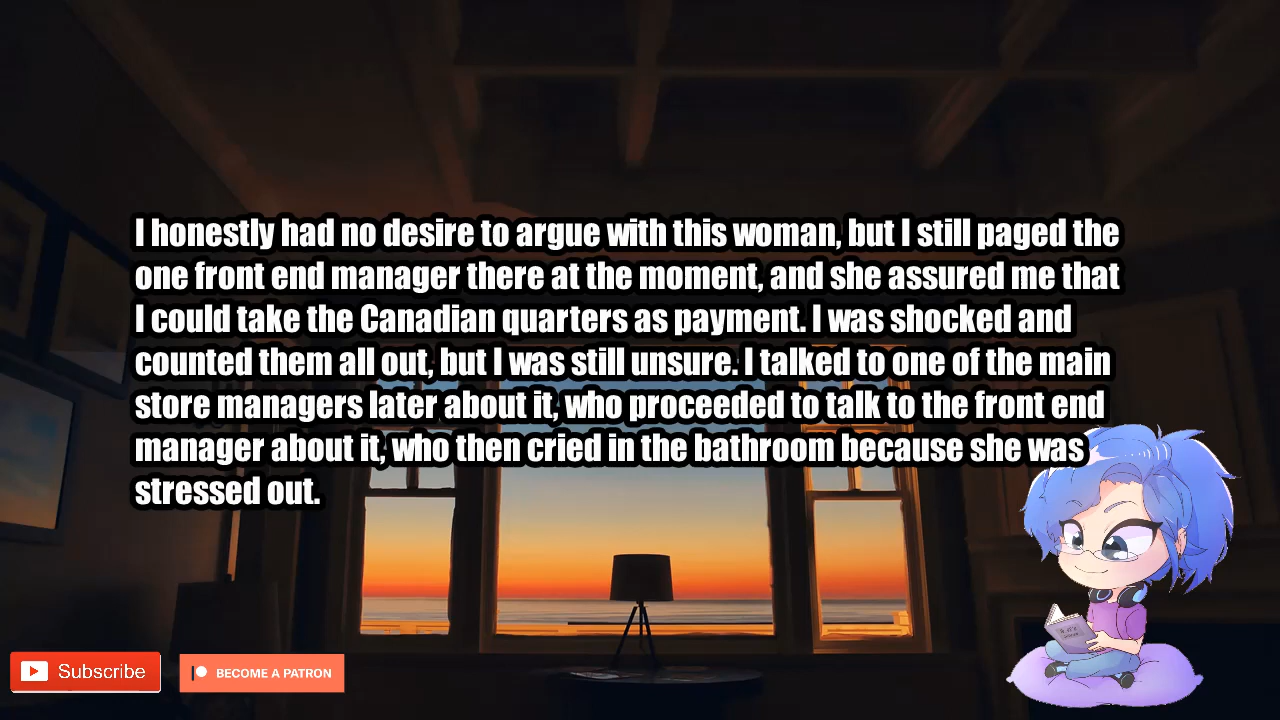 I honestly had no desire to argue with this woman, but I still paged the
one front end manager there at the moment, and she assured me that
I could take the Canadian quarters as payment. I was shocked and
counted them all out, but I was still unsure. I talked to one of the main
store managers later about it, who proceeded to talk to the front end
manager about it, who then cried in the bathroom because she was
stressed out.
Subscribe
BECOME A PATRON